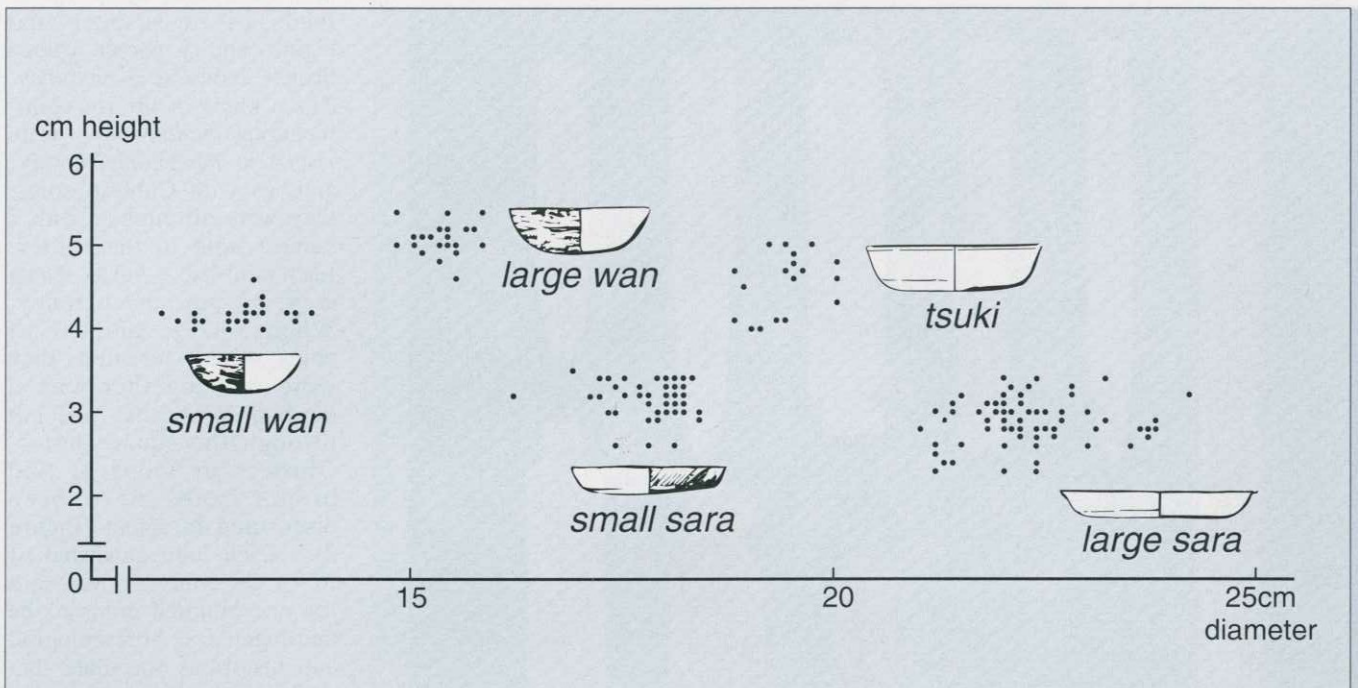 cm height
6
5
4
3
2
0
large wan
tsuki
small wan
small sara
large sara
15
20
25cm
diameter